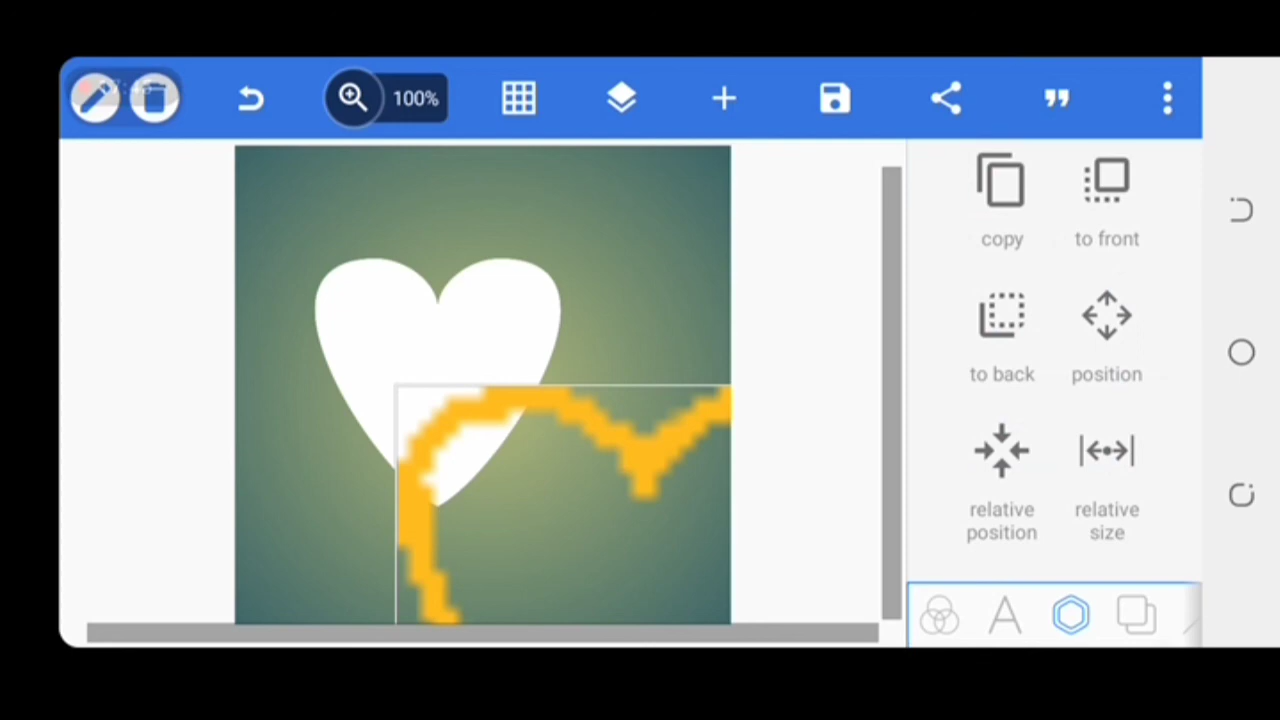 100%
copy
to front
to back
position
relative
position
relative
size